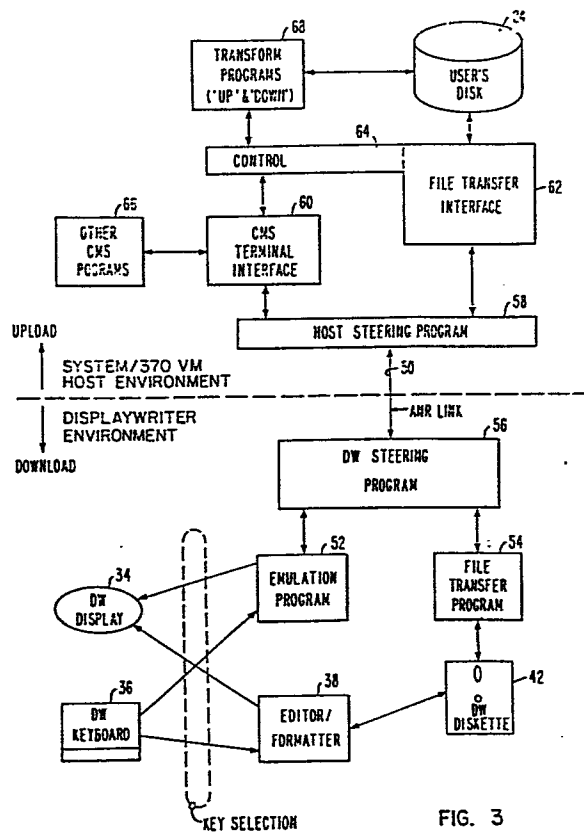 68
TRANSFORM
PROGRAMS
("UP" & "DOWN")
24
USER'S
DISK
64
CONTROL
FILE TRANSFER
INTERFACE
62
66
OTHER
CMS
POGRAMS
60
CMS
TERMINAL
INTERFACE
58
HOST STEERING PROGRAM
UPLOAD
SYSTEM/370 VM
HOST ENVIRONMENT
50
DISPLAYWRITER
ENVIRONMENT
DOWNLOAD
AHR LINK
56
DW STEERING
PROGRAM
52
EMULATION
PROGRAM
54
FILE
TRANSFER
PROGRAM
34
DW
DISPLAY
36
DW
KEYBOARD
38
EDITOR/
FORMATTER
42
DW
DISKETTE
KEY SELECTION
FIG. 3